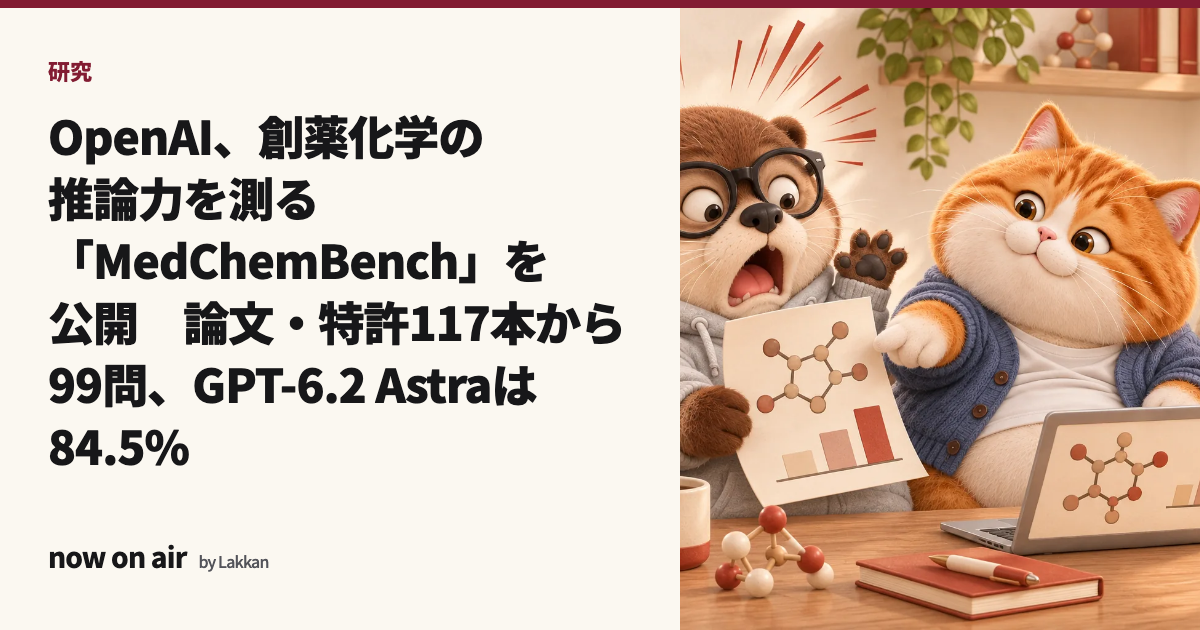 研究
OpenAI、創薬化学の
推論力を測る
「MedChemBench」を
公開　論文・特許117本から
99問、GPT-6.2 Astraは
84.5%
now on air by Lakkan